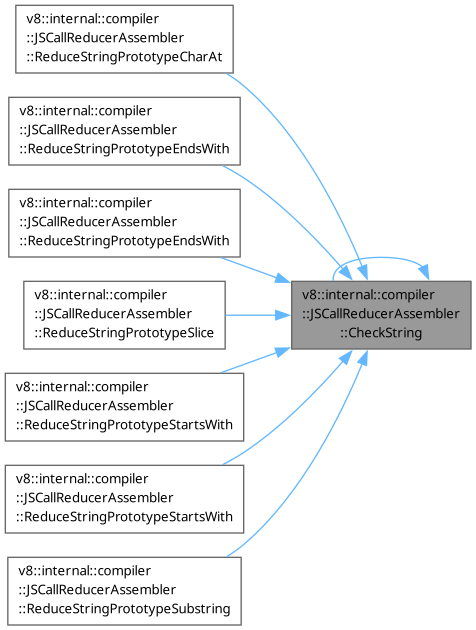 v8::internal::compiler
::JSCallReducerAssembler
::ReduceStringPrototypeCharAt
v8::internal::compiler
::JSCallReducerAssembler
::ReduceStringPrototypeEndsWith
v8::internal::compiler
::JSCallReducerAssembler
::ReduceStringPrototypeEndsWith
v8::internal::compiler
::JSCallReducerAssembler
::ReduceStringPrototypeSlice
v8::internal::compiler
::JSCallReducerAssembler
::CheckString
v8::internal::compiler
::JSCallReducerAssembler
::ReduceStringPrototypeStartsWith
v8::internal::compiler
::JSCallReducerAssembler
::ReduceStringPrototypeStartsWith
v8::internal::compiler
::JSCallReducerAssembler
::ReduceStringPrototypeSubstring